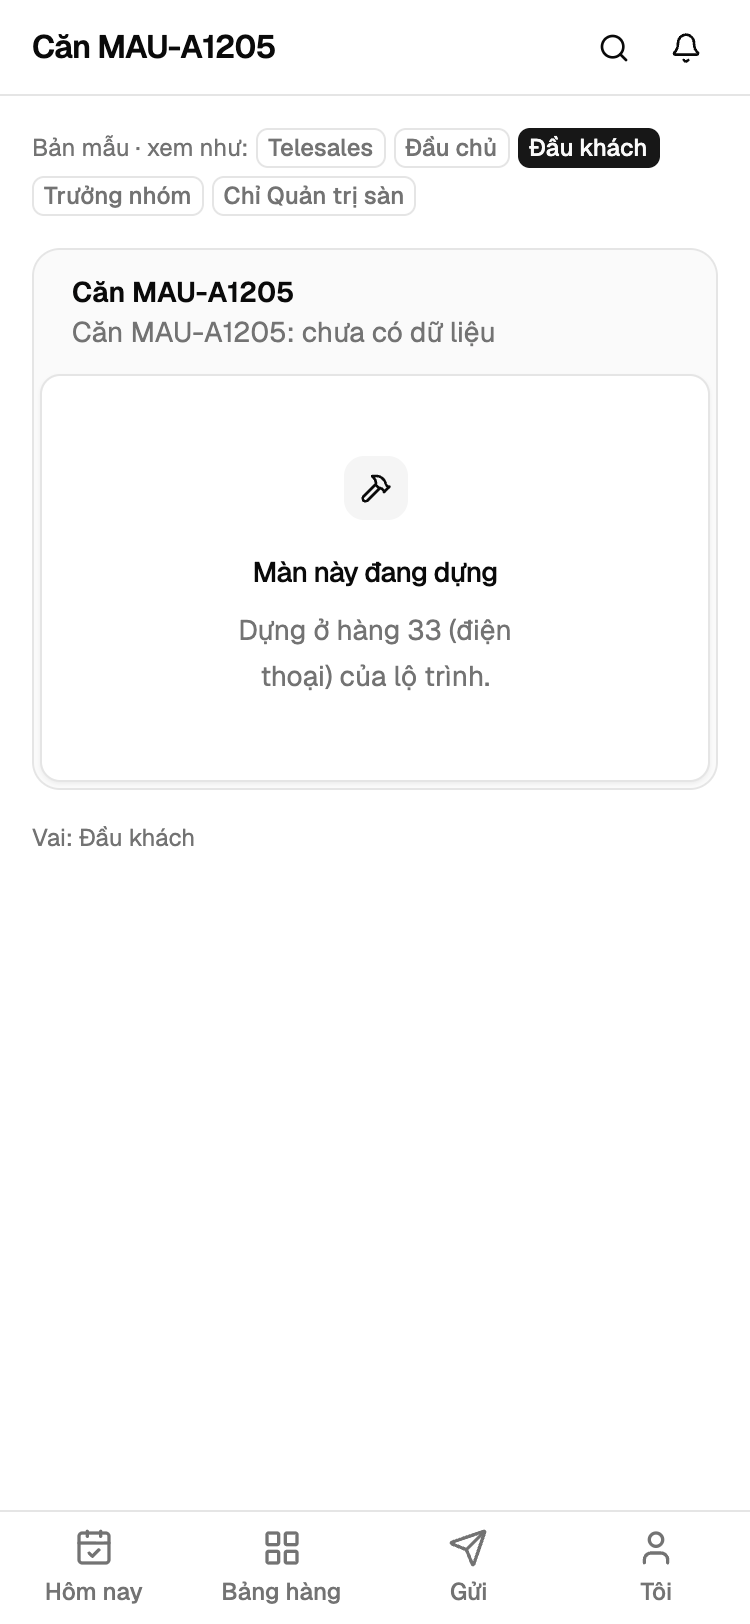 Căn MAU-A1205
Bản mẫu · xem như: Telesales Đầu chủ Đầu khách
Trưởng nhóm Chỉ Quản trị sàn
Căn MAU-A1205
Căn MAU-A1205: chưa có dữ liệu
Màn này đang dựng
Dựng ở hàng 33 (điện
thoại) của lộ trình.
Vai: Đầu khách
Hôm nay Bảng hàng Gửi Tôi